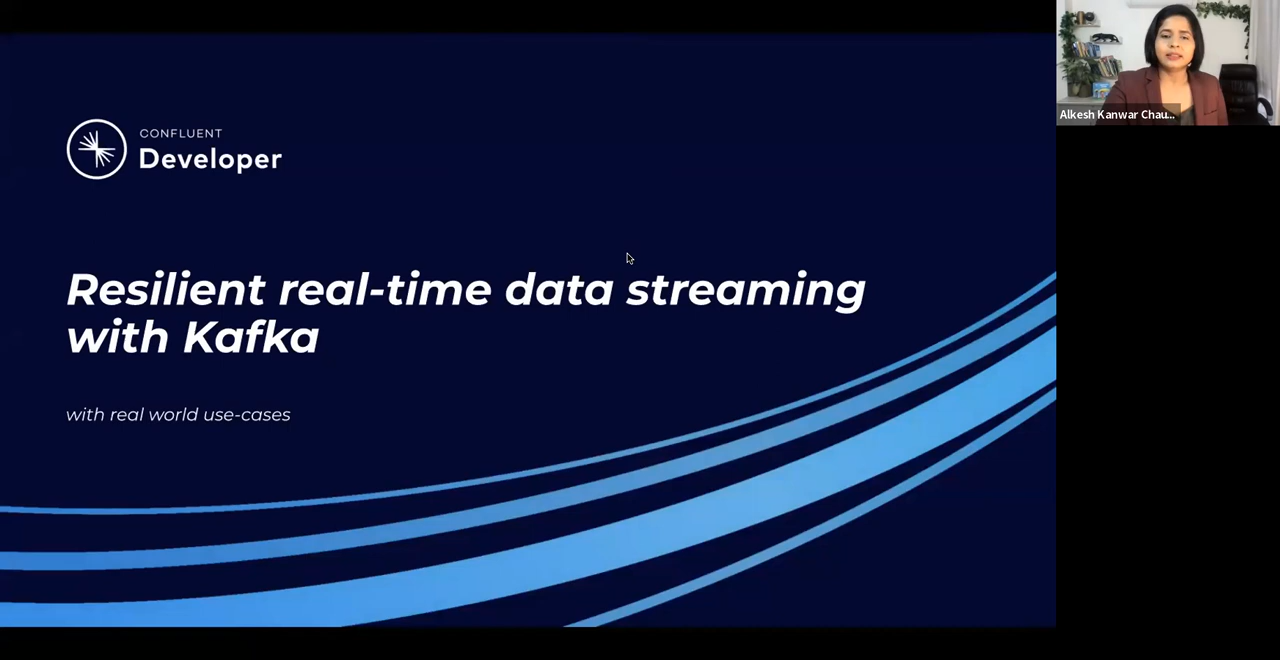 CONFLUENT
Developer
Resilient real-time data streaming
with Kafka
with real world use-cases
Alkesh Kanwar Chau...